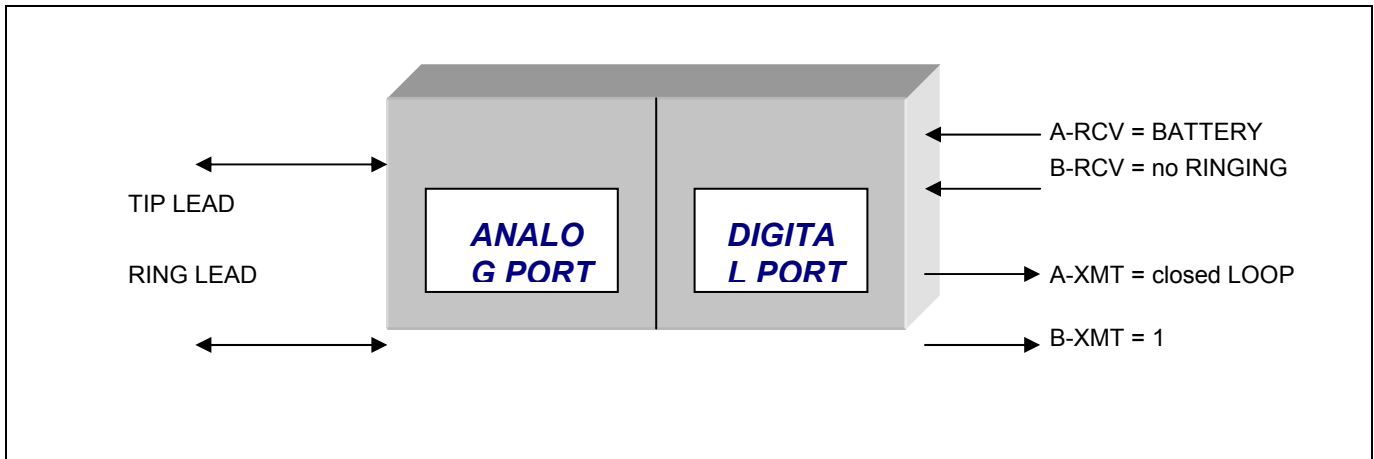 A-RCV = BATTERY
B-RCV = no RINGING
TIP LEAD
ANALO
G PORT
DIGITA
L PORT
RING LEAD
A-XMT = closed LOOP
B-XMT = 1